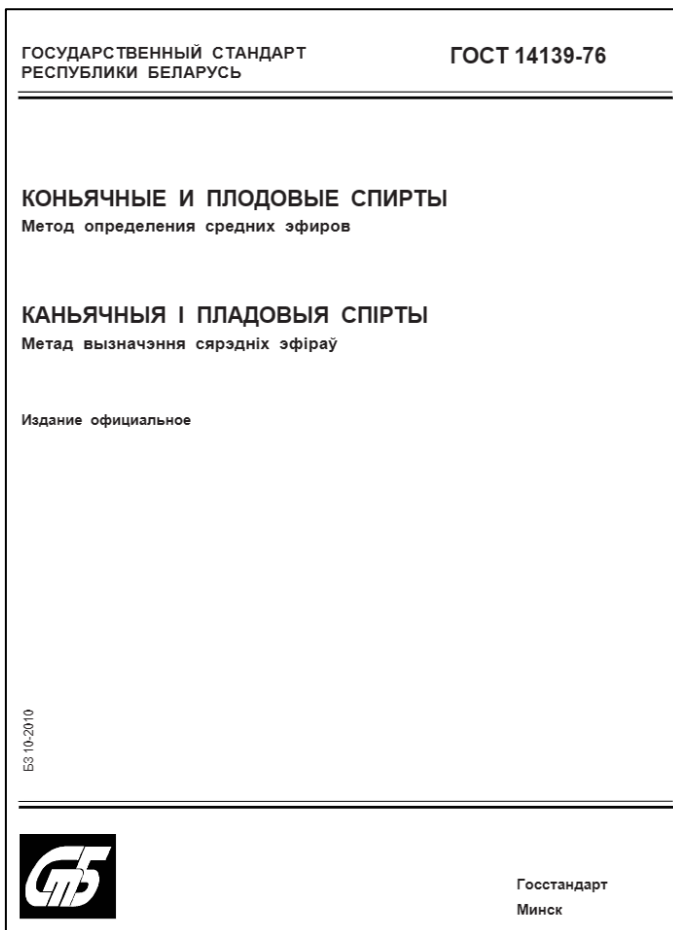 ГОСУДАРСТВЕННЫЙ СТАНДАРТ
РЕСПУБЛИКИ БЕЛАРУСЬ
ГОСТ 14139-76
КОНЬЯЧНЫЕ И ПЛОДОВЫЕ СПИРТЫ
Метод определения средних эфиров
КАНЬЯЧНЫЯ І ПЛАДОВЫЯ СПІРТЫ
Метад вызначэння сярэдніх эфіраў
Издание официальное
БЗ 10-2010
СТБ
Госстандарт
Минск